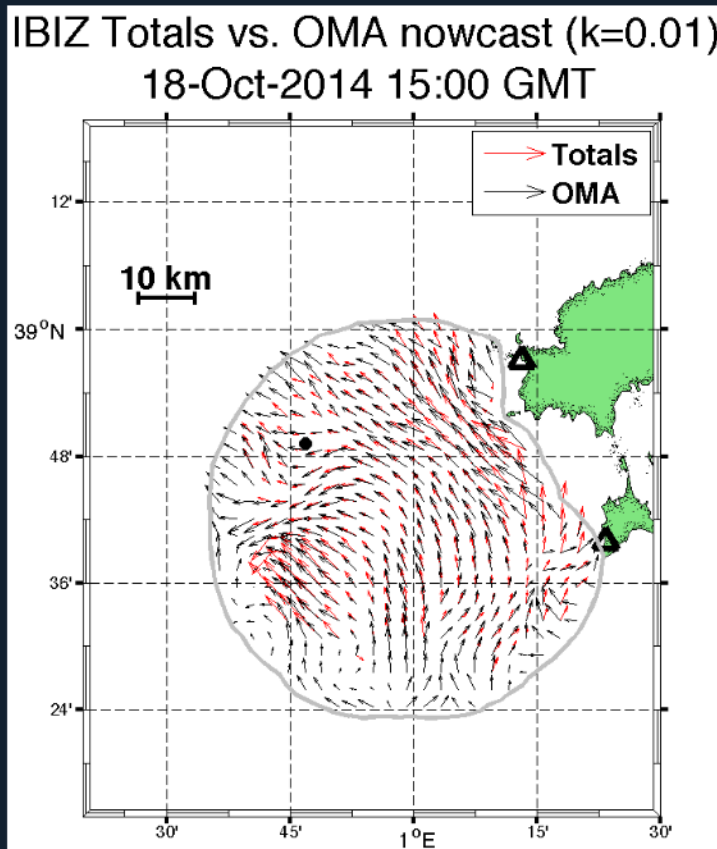 IBIZ Totals vs. OMA nowcast (k=0.01)
18-Oct-2014 15:00 GMT
Totals
OMA
12'
10 km
39°N
48'
36'
24'
30'
45'
1°E
15'
30'